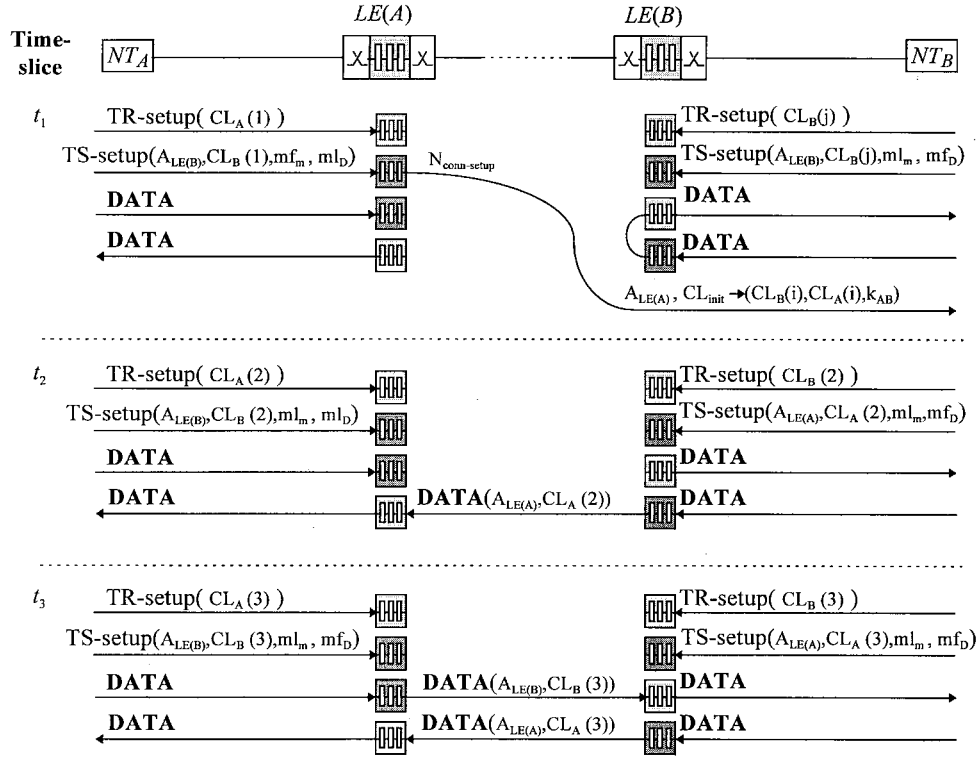 LE(A) LE(B)
Time-
slice NT_A NT_B
t_1 TR-setup( CL_A (1) ) TR-setup( CL_B(j) )
TS-setup(A_LE(B),CL_B (1),mf_m , ml_D) N_conn-setup TS-setup(A_LE(B),CL_B(j),ml_m , mf_D)
DATA DATA
DATA DATA
A_LE(A) , CL_init →(CL_B(i),CL_A(i),k_AB)
t_2 TR-setup( CL_A (2) ) TR-setup( CL_B (2) )
TS-setup(A_LE(B),CL_B (2),ml_m , ml_D) TS-setup(A_LE(A),CL_A (2),ml_m,mf_D)
DATA DATA
DATA DATA(A_LE(A),CL_A (2)) DATA
t_3 TR-setup( CL_A (3) ) TR-setup( CL_B (3) )
TS-setup(A_LE(B),CL_B (3),ml_m , mf_D) TS-setup(A_LE(A),CL_A (3),ml_m , mf_D)
DATA DATA(A_LE(B),CL_B (3)) DATA
DATA DATA(A_LE(A),CL_A (3)) DATA